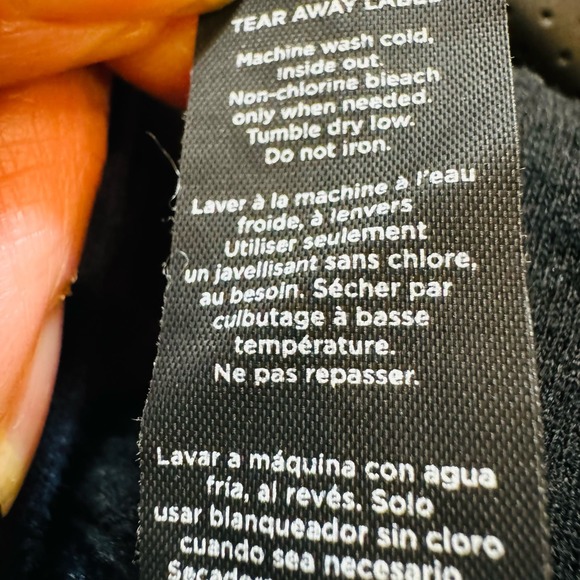 TEAR AWAY LABEL
Machine wash cold,
inside out.
Non-chlorine bleach
only when needed.
Tumble dry low.
Do not iron.
Laver à la machine à l'eau
froide, à lenvers
Utiliser seulement
un javellisant sans chlore,
au besoin. Sécher par
culbutage à basse
température.
Ne pas repasser.
Lavar a máquina con agua
fría, al revés. Solo
usar blanqueador sin cloro
cuando sea necesario